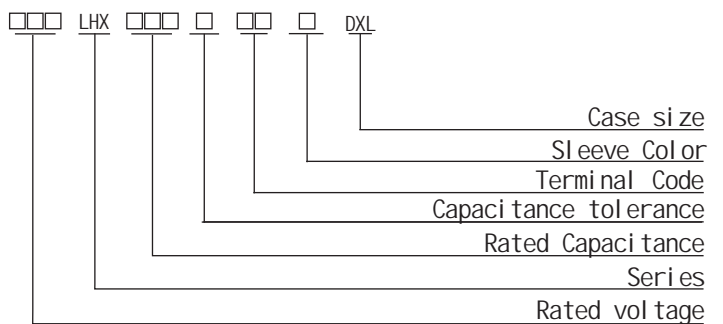 □□□ LHX □□□ □ □□ □ DXL
Case size
Sleeve Color
Terminal Code
Capacitance tolerance
Rated Capacitance
Series
Rated voltage